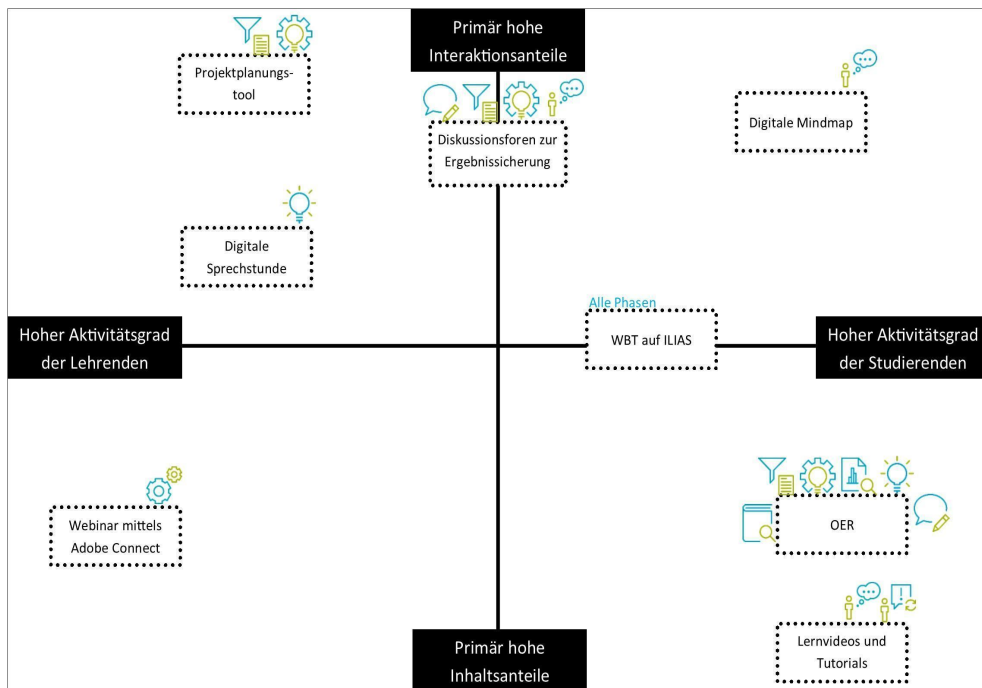 Primär hohe
Interaktionsanteile
Projektplanungs-
tool
Digitale Mindmap
Diskussionsforen zur
Ergebnissicherung
Digitale
Sprechstunde
Alle Phasen
WBT auf ILIAS
Hoher Aktivitätsgrad
der Lehrenden
Hoher Aktivitätsgrad
der Studierenden
Webinar mittels
Adobe Connect
OER
Lernvideos und
Tutorials
Primär hohe
Inhaltsanteile